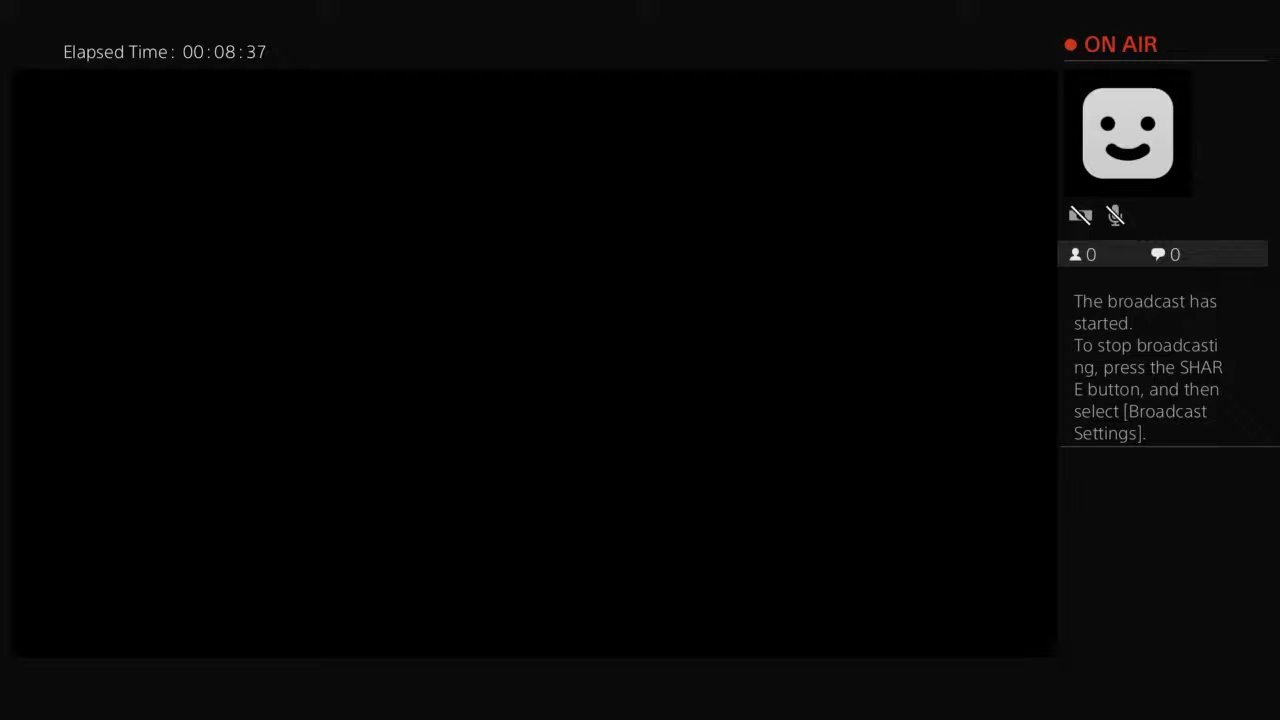 Elapsed Time: 00:08:37
ON AIR
0 0
The broadcast has
started.
To stop broadcasti
ng, press the SHAR
E button, and then
select [Broadcast
Settings].